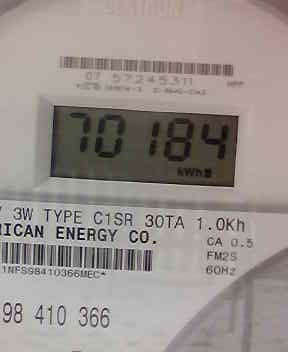 07 57245311
70184
kWh
V 3W TYPE C1SR 30TA 1.0Kh
RICAN ENERGY CO.
CA 0.5
FM2S
60Hz
1NFS98410366MEC*
98 410 366